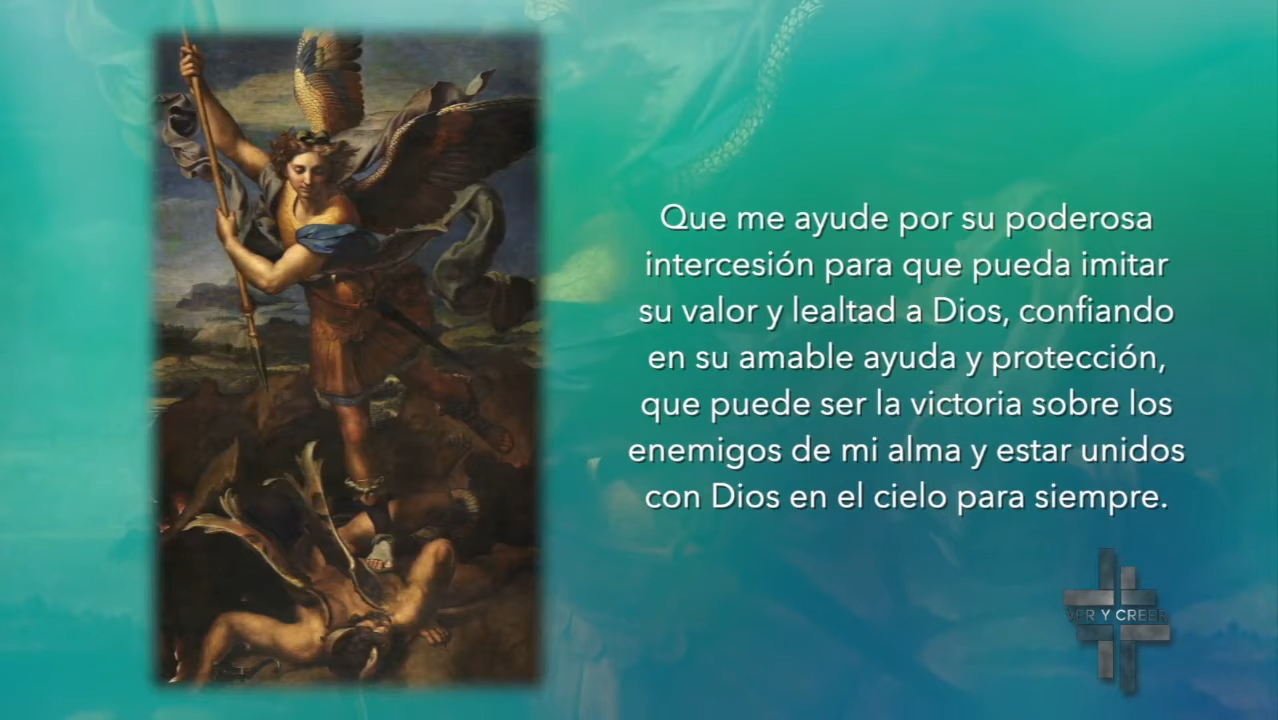 Que me ayude por su poderosa
intercesión para que pueda imitar
su valor y lealtad a Dios, confiando
en su amable ayuda y protección,
que puede ser la victoria sobre los
enemigos de mi alma y estar unidos
con Dios en el cielo para siempre.
Y CREER